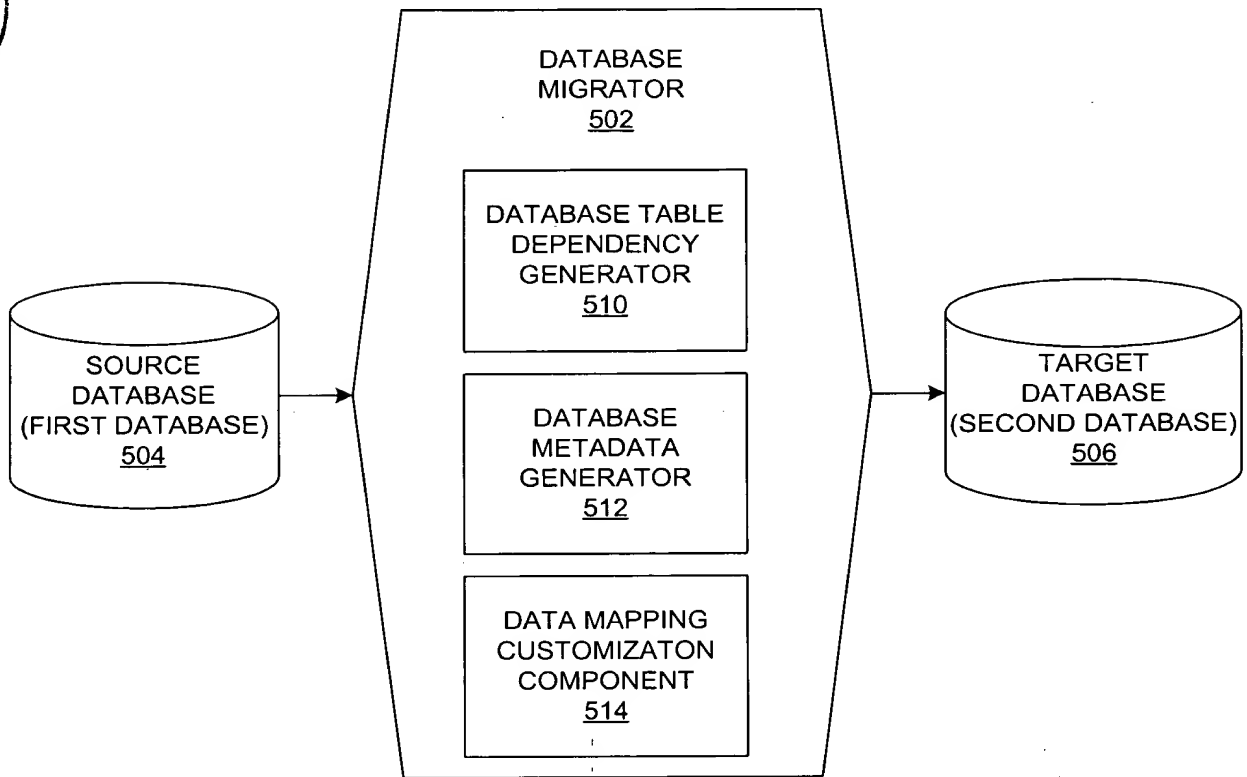 DATABASE
MIGRATOR
502
DATABASE TABLE
DEPENDENCY
GENERATOR
510
SOURCE
DATABASE
(FIRST DATABASE)
504
DATABASE
METADATA
GENERATOR
512
TARGET
DATABASE
(SECOND DATABASE)
506
DATA MAPPING
CUSTOMIZATON
COMPONENT
514